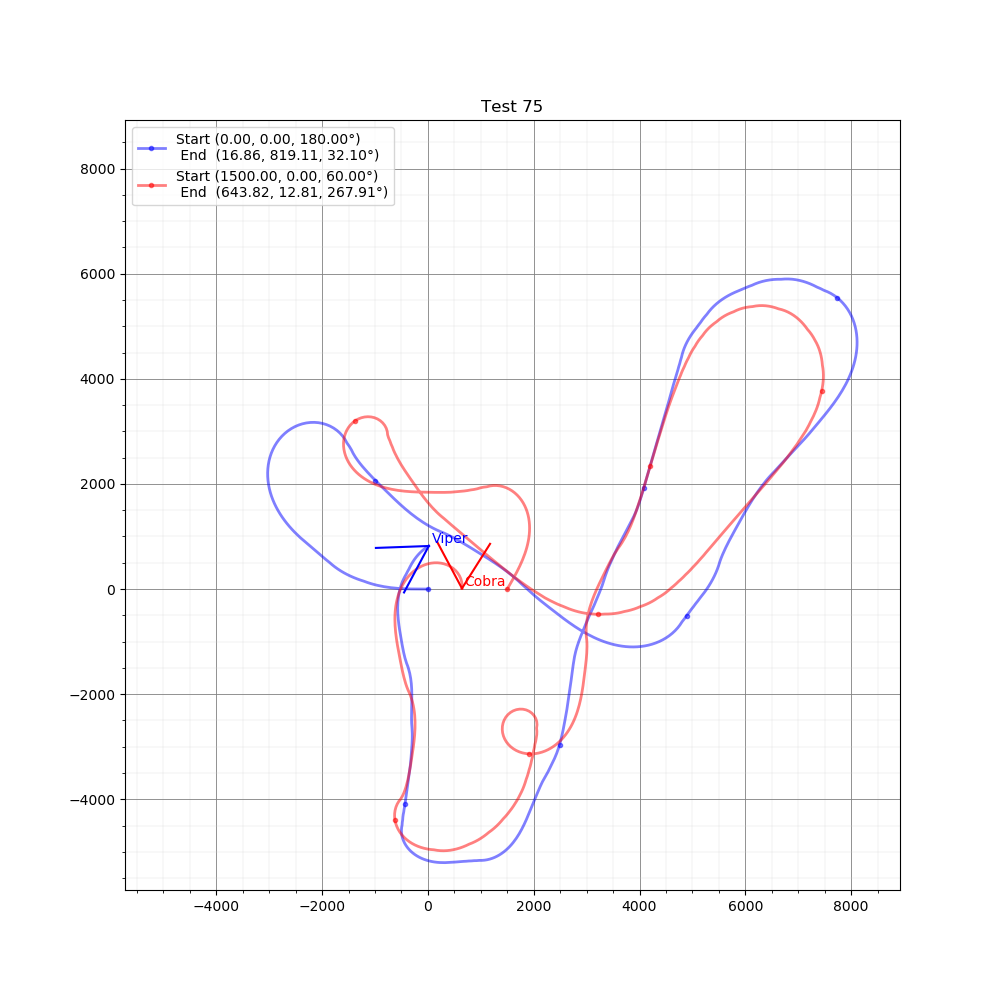 Test 75
Start (0.00, 0.00, 180.00°)
End  (16.86, 819.11, 32.10°)
Start (1500.00, 0.00, 60.00°)
End  (643.82, 12.81, 267.91°)
8000
6000
4000
2000
0
−2000
−4000
Viper
Cobra
−4000 −2000 0 2000 4000 6000 8000